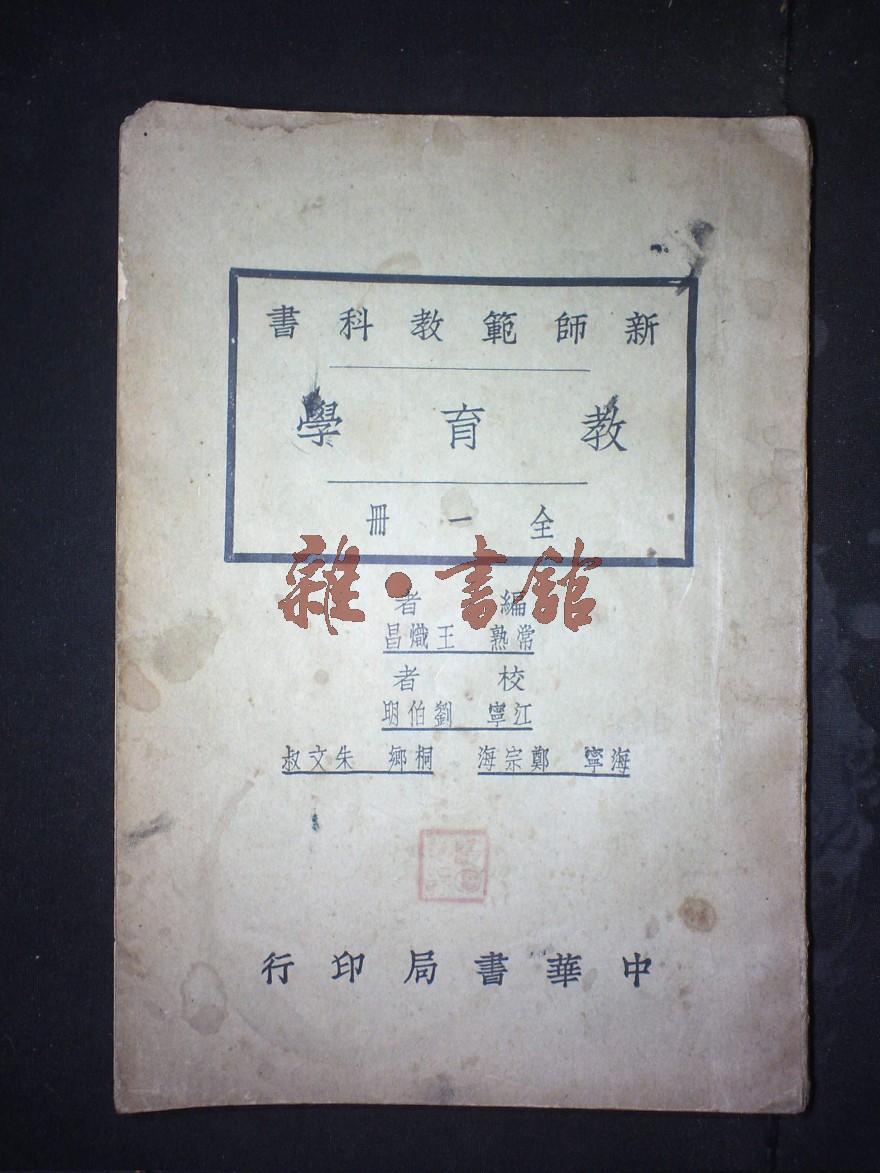 新師範教科書
教育學
全一冊
雜·書館
編者
常熟 王熾昌
校者
江寧 劉伯明
海寧 鄭宗海 桐鄉 朱文叔
中華書局印行